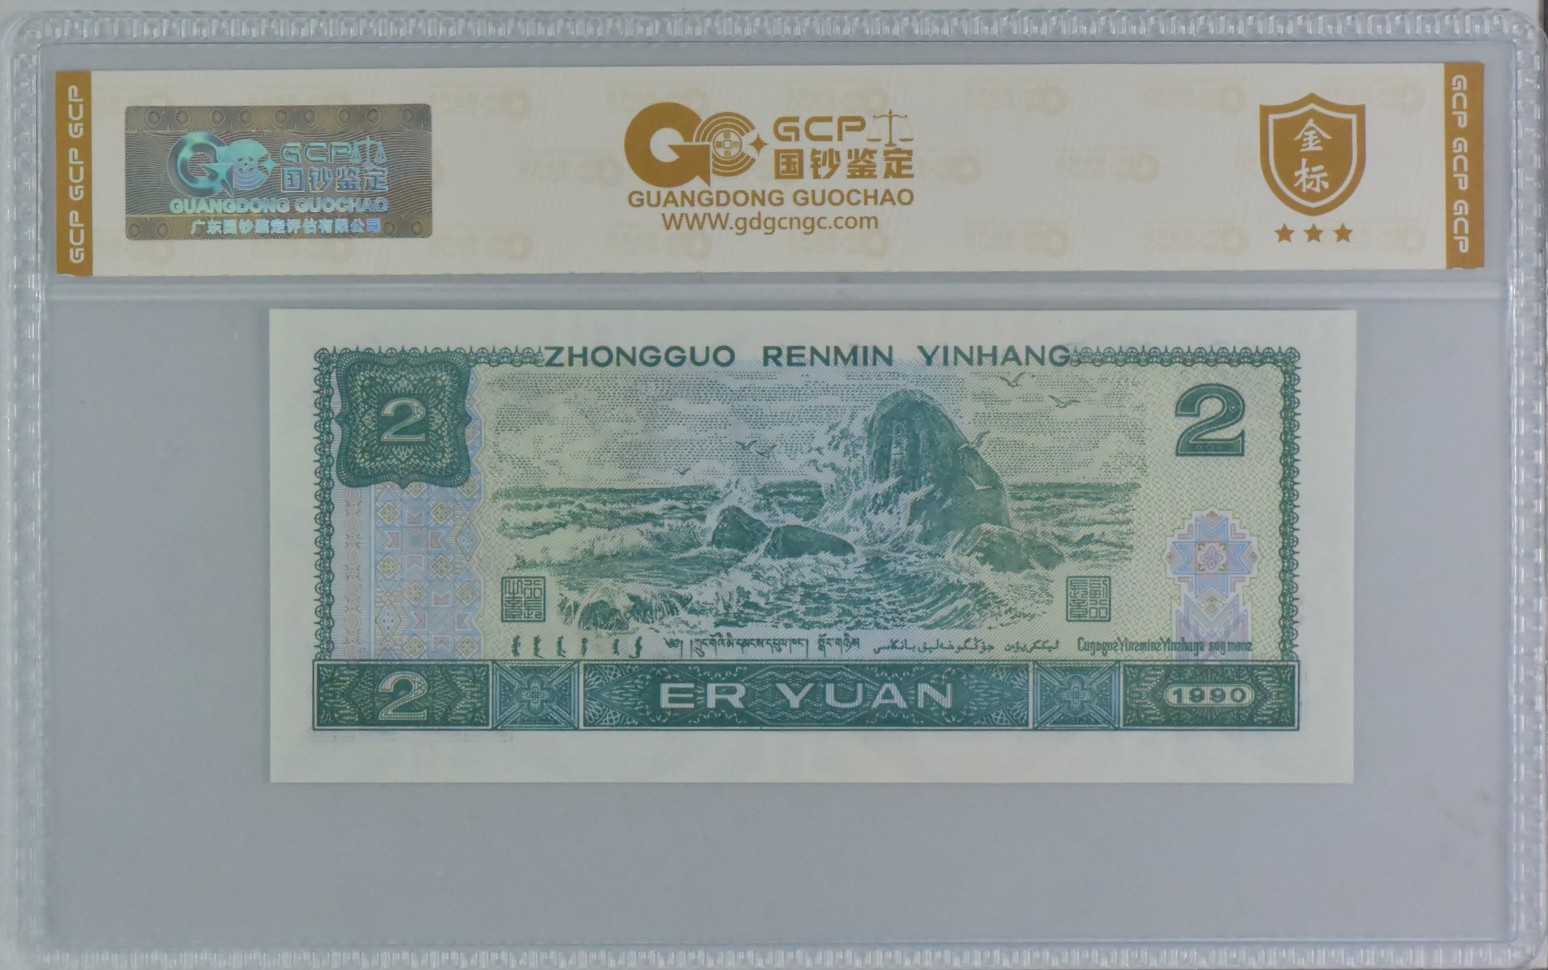 GCP GCP GCP
GCP
国钞鉴定
GUANGDONG GUOCHAO
广东国钞鉴定评估有限公司
GCP
国钞鉴定
GUANGDONG GUOCHAO
WWW.gdgcngc.com
金标
GCP GCP GCP
ZHONGGUO RENMIN YINHANG
2
2
2
ER YUAN
1990